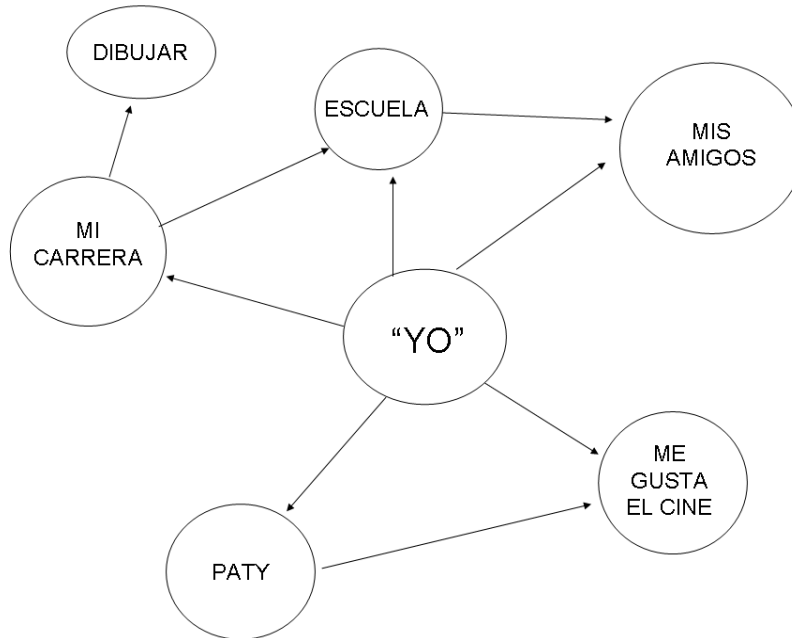 DIBUJAR
ESCUELA
MIS
AMIGOS
MI
CARRERA
“YO”
ME
GUSTA
EL CINE
PATY